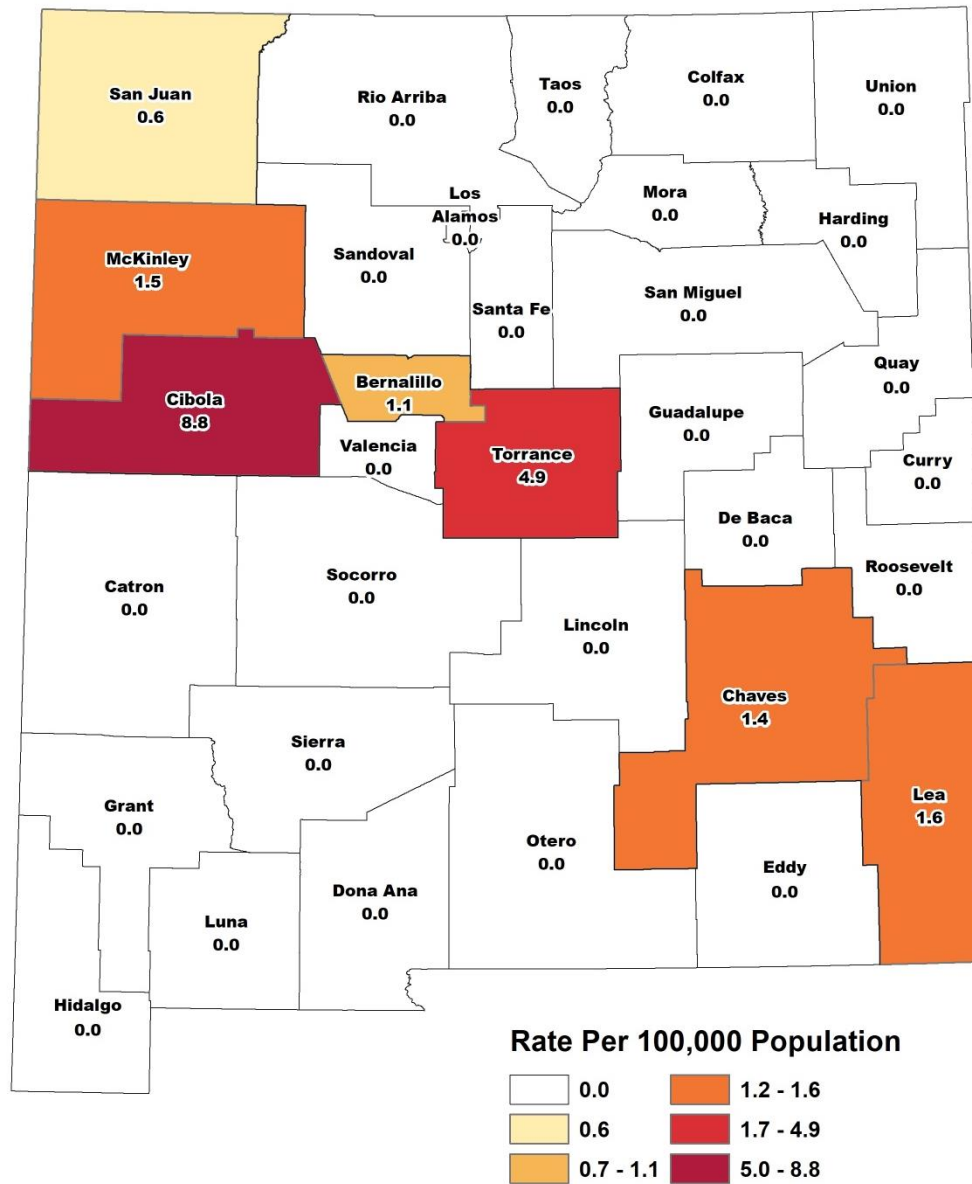 San Juan
0.6
Rio Arriba
0.0
Taos
0.0
Colfax
0.0
Union
0.0
Los
Alamos
0.0
Mora
0.0
Harding
0.0
McKinley
1.5
Sandoval
0.0
Santa Fe
0.0
San Miguel
0.0
Quay
0.0
Cibola
8.8
Bernalillo
1.1
Guadalupe
0.0
Valencia
0.0
Torrance
4.9
Curry
0.0
De Baca
0.0
Catron
0.0
Socorro
0.0
Roosevelt
0.0
Lincoln
0.0
Chaves
1.4
Sierra
0.0
Lea
1.6
Grant
0.0
Otero
0.0
Eddy
0.0
Dona Ana
0.0
Luna
0.0
Hidalgo
0.0
Rate Per 100,000 Population
0.0
0.6
0.7 - 1.1
1.2 - 1.6
1.7 - 4.9
5.0 - 8.8